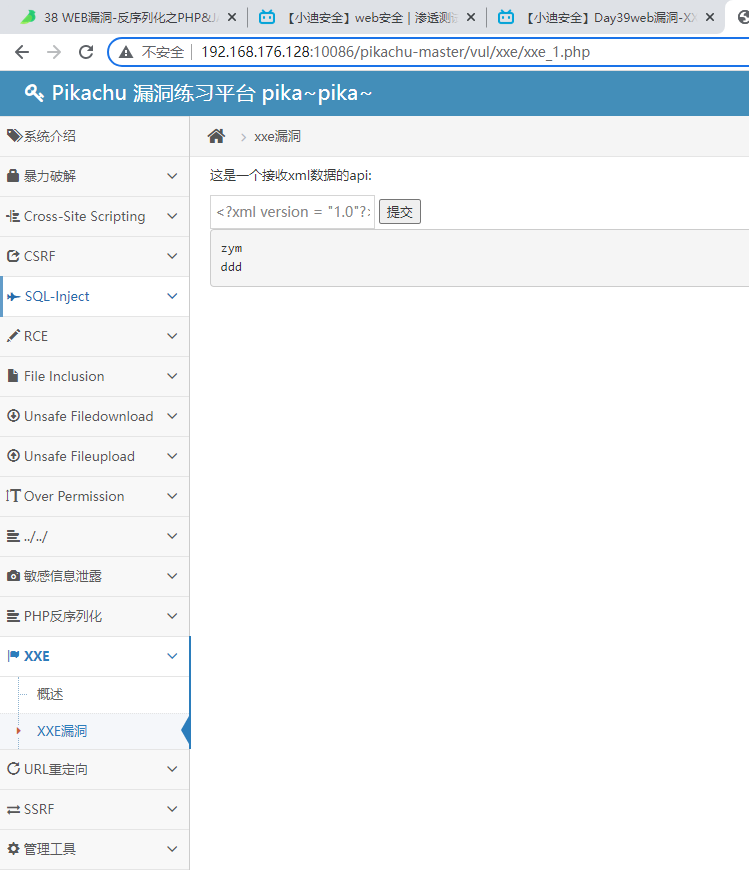 38 WEB漏洞-反序列化之PHP&JA
【小迪安全】web安全 | 渗透测试
【小迪安全】Day39web漏洞-XX
不安全 192.168.176.128:10086/pikachu-master/vul/xxe/xxe_1.php
Pikachu 漏洞练习平台 pika~pika~
系统介绍
暴力破解
Cross-Site Scripting
CSRF
SQL-Inject
RCE
File Inclusion
Unsafe Filedownload
Unsafe Fileupload
Over Permission
../../
敏感信息泄露
PHP反序列化
XXE
概述
XXE漏洞
URL重定向
SSRF
管理工具
xxe漏洞
这是一个接收xml数据的api:
<?xml version = "1.0"?>
提交
zym
ddd